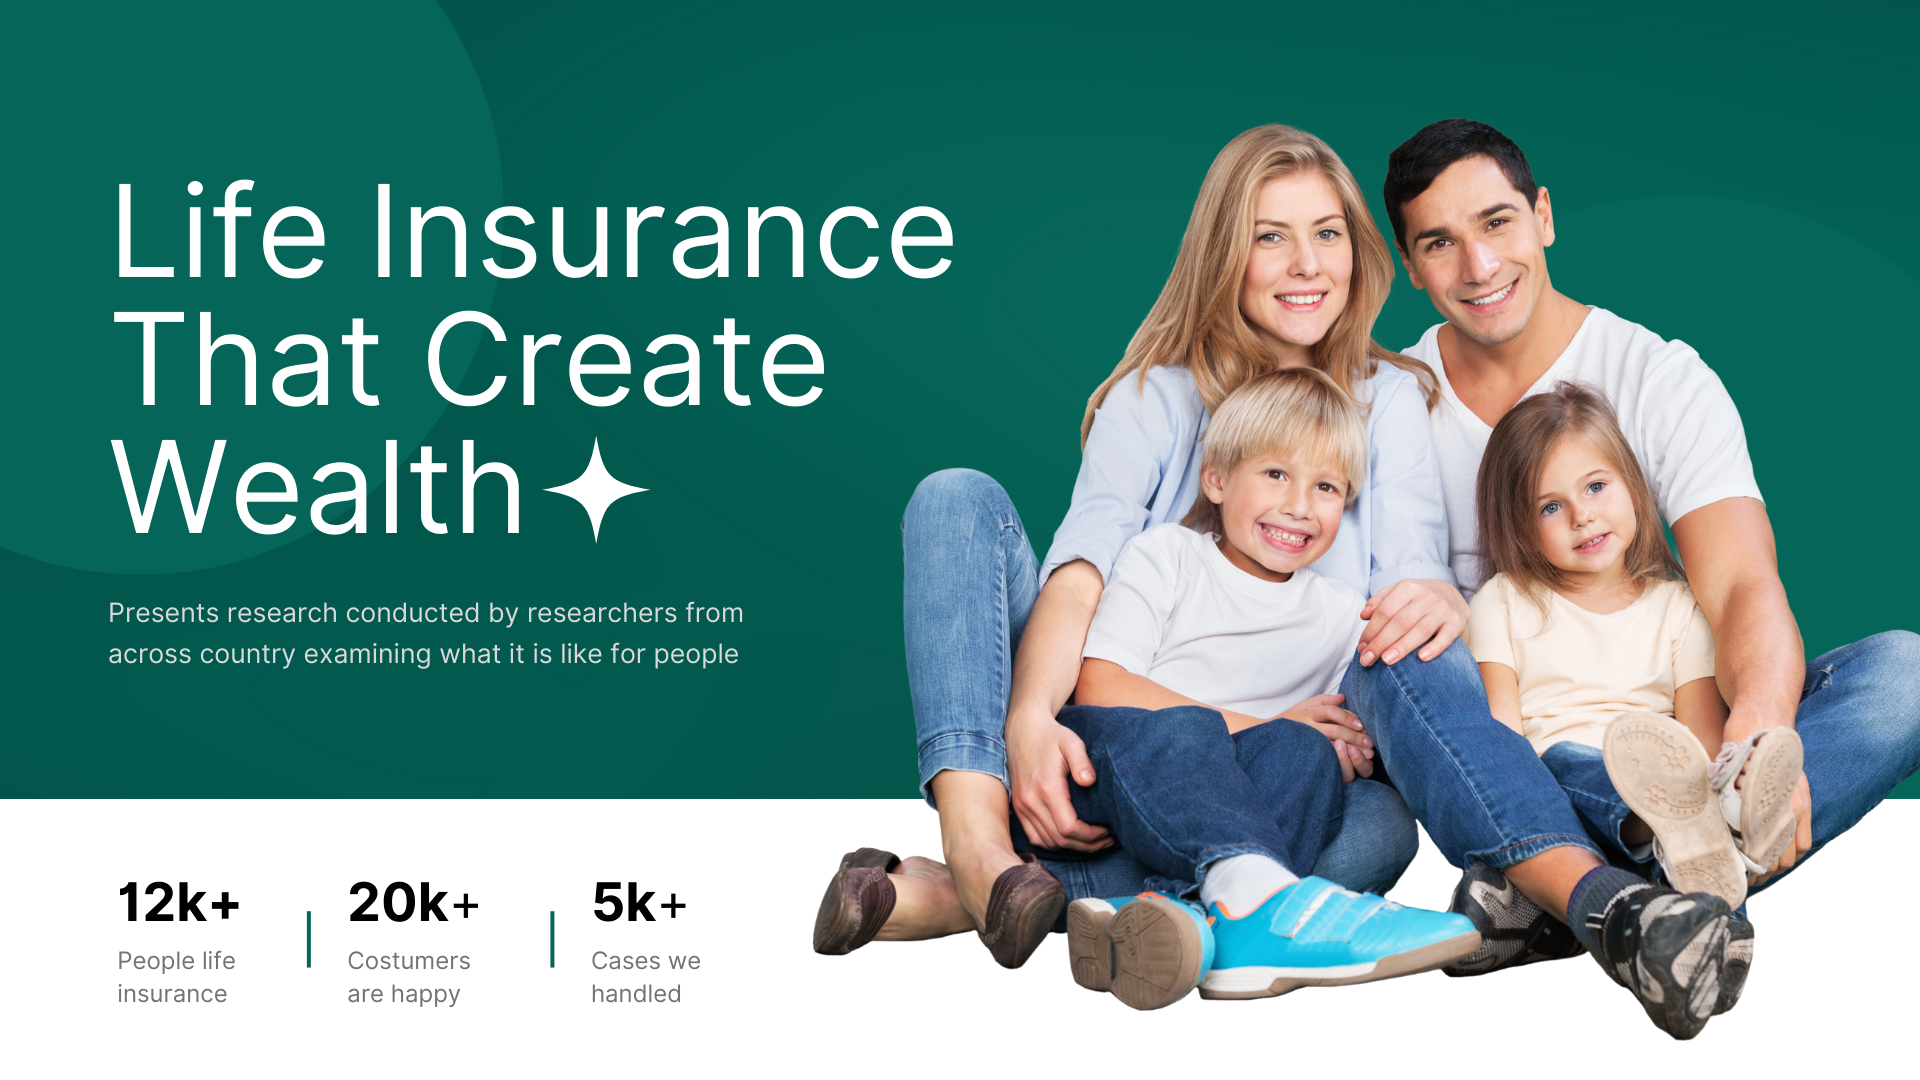 Life Insurance
That Create
Wealth
Presents research conducted by researchers from
across country examining what it is like for people
12k+
People life
insurance
20k+
Costumers
are happy
5k+
Cases we
handled